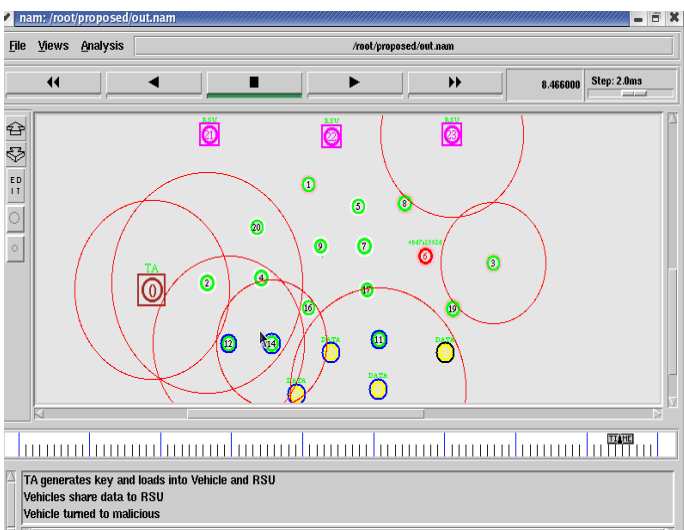 nam: /root/proposed/out.nam
File Views Analysis /root/proposed/out.nam
8.466000 Step: 2.0ms
RSU RSU RSU
21 22 23
ED
IT
1
5 8
20
9 7 6
3
TA
0 2 4
16 17 19
12 14 11
DATA DATA
DATA DATA
TIME
TA generates key and loads into Vehicle and RSU
Vehicles share data to RSU
Vehicle turned to malicious